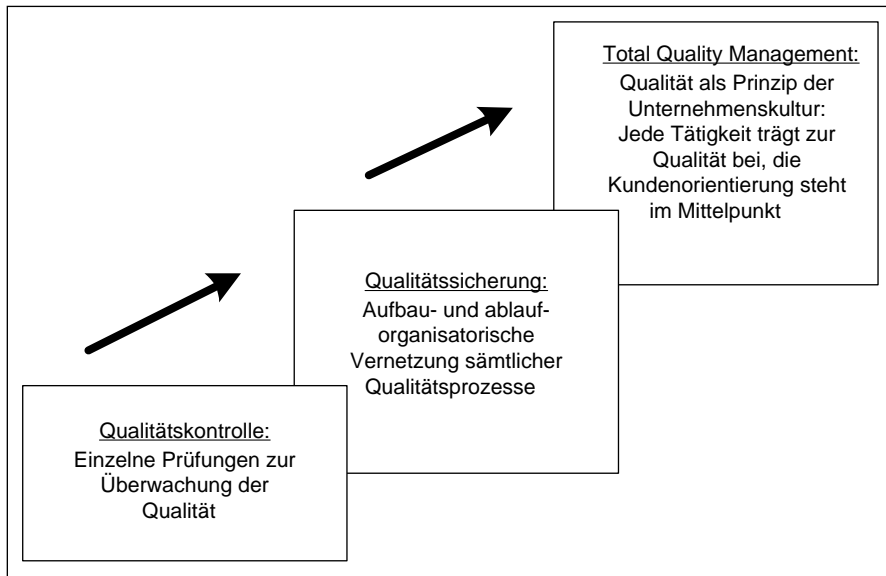 Total Quality Management:
Qualität als Prinzip der
Unternehmenskultur:
Jede Tätigkeit trägt zur
Qualität bei, die
Kundenorientierung steht
im Mittelpunkt
Qualitätssicherung:
Aufbau- und ablauf-
organisatorische
Vernetzung sämtlicher
Qualitätsprozesse
Qualitätskontrolle:
Einzelne Prüfungen zur
Überwachung der
Qualität